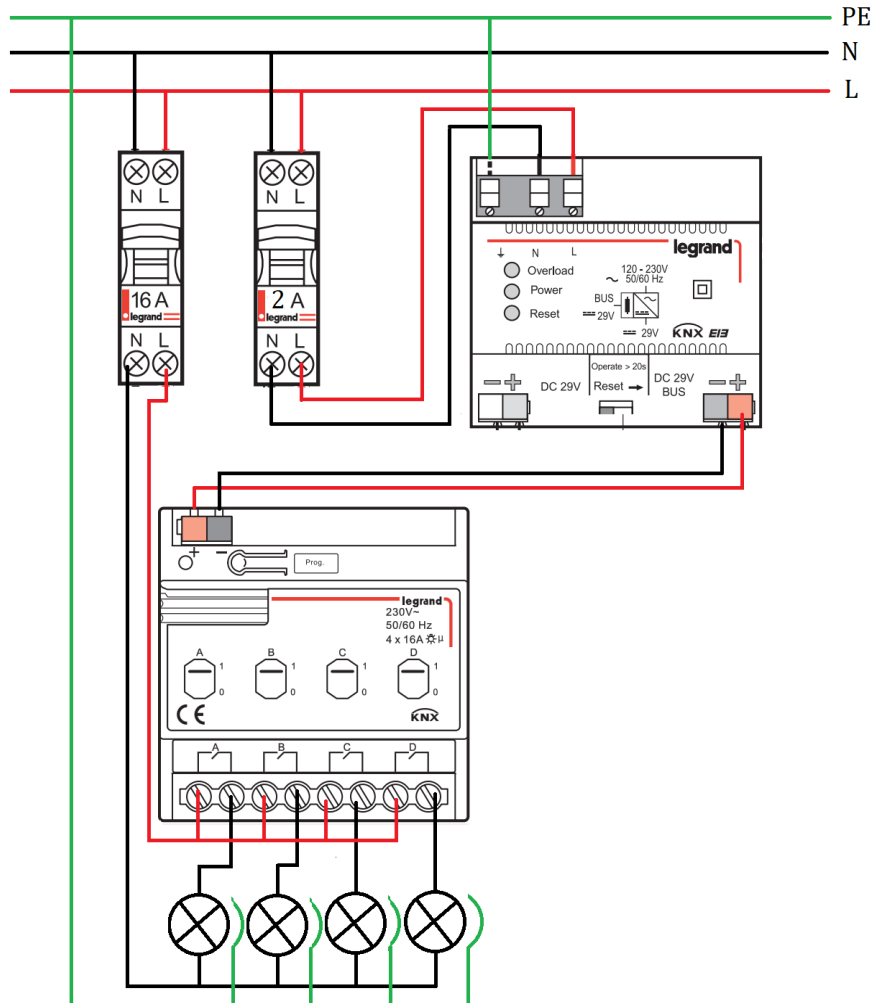 PE
N
L
N L
16 A
legrand
N L
N L
2 A
legrand
N L
legrand
N L
Overload
Power
Reset
120 - 230V
50/60 Hz
BUS
29V
29V
KNX EIB
Operate > 20s
DC 29V
Reset
DC 29V
BUS
− +
− +
+ −
Prog.
legrand
230V~
50/60 Hz
4 x 16A µ
A B C D
1 1 1 1
0 0 0 0
CE
KNX
A B C D